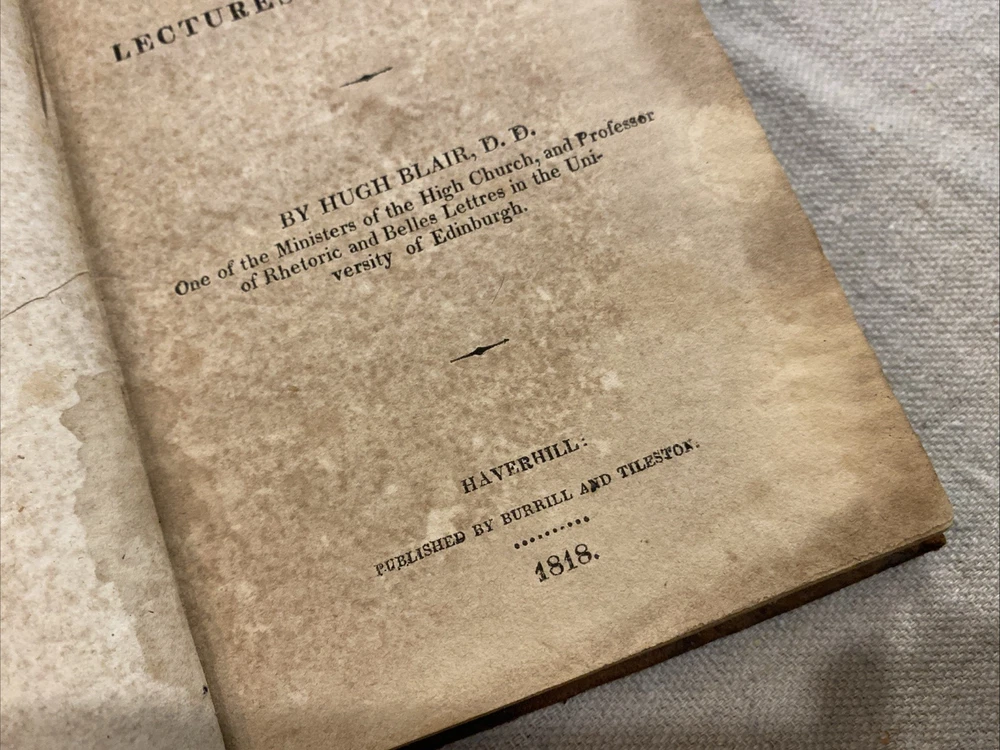 LECTURES
BY HUGH BLAIR, D. D.
One of the Ministers of the High Church, and Professor
of Rhetoric and Belles Lettres in the Uni-
versity of Edinburgh.
HAVERHILL:
PUBLISHED BY BURRILL AND TILESTON.
..........
1818.